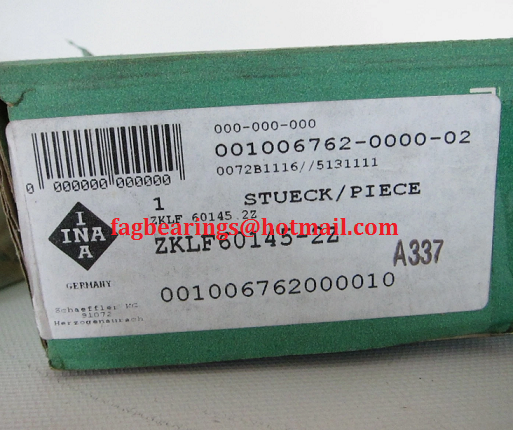 000-000-000
001006762-0000-02
0072B1116//5131111
0 000000 000000 000000
1 STUECK/PIECE
ZKLF 60145.2Z
fagbearings@hotmail.com
ZKLF60145-2Z
I
INA
A
A337
GERMANY
001006762000010
Schaeffler KG
91072
Herzogenaurach